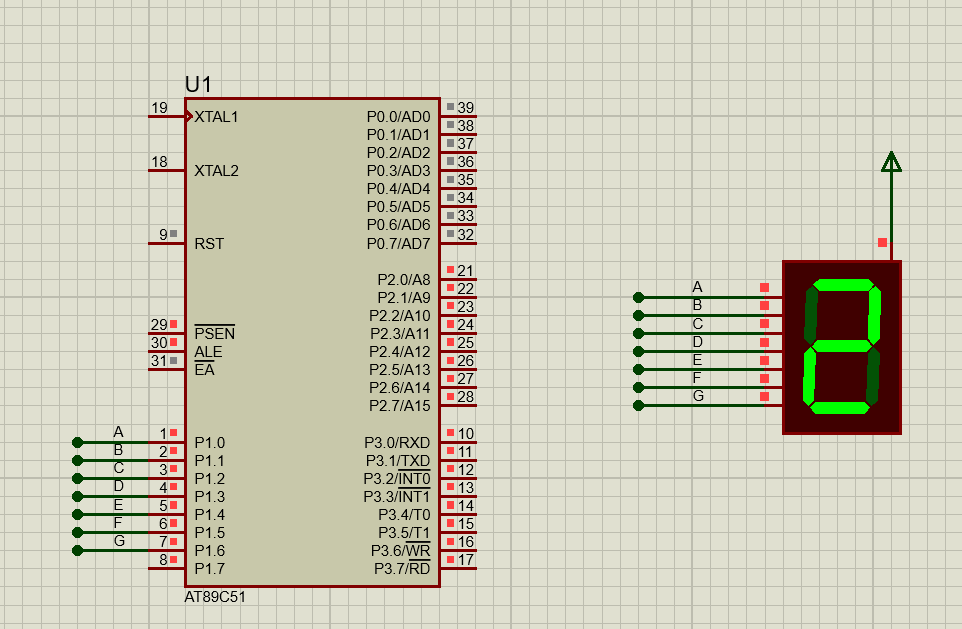 U1
19 XTAL1
18 XTAL2
9 RST
29 PSEN
30 ALE
31 EA
A 1 P1.0
B 2 P1.1
C 3 P1.2
D 4 P1.3
E 5 P1.4
F 6 P1.5
G 7 P1.6
8 P1.7
P0.0/AD0 39
P0.1/AD1 38
P0.2/AD2 37
P0.3/AD3 36
P0.4/AD4 35
P0.5/AD5 34
P0.6/AD6 33
P0.7/AD7 32
P2.0/A8 21
P2.1/A9 22
P2.2/A10 23
P2.3/A11 24
P2.4/A12 25
P2.5/A13 26
P2.6/A14 27
P2.7/A15 28
P3.0/RXD 10
P3.1/TXD 11
P3.2/INT0 12
P3.3/INT1 13
P3.4/T0 14
P3.5/T1 15
P3.6/WR 16
P3.7/RD 17
AT89C51
A
B
C
D
E
F
G
2